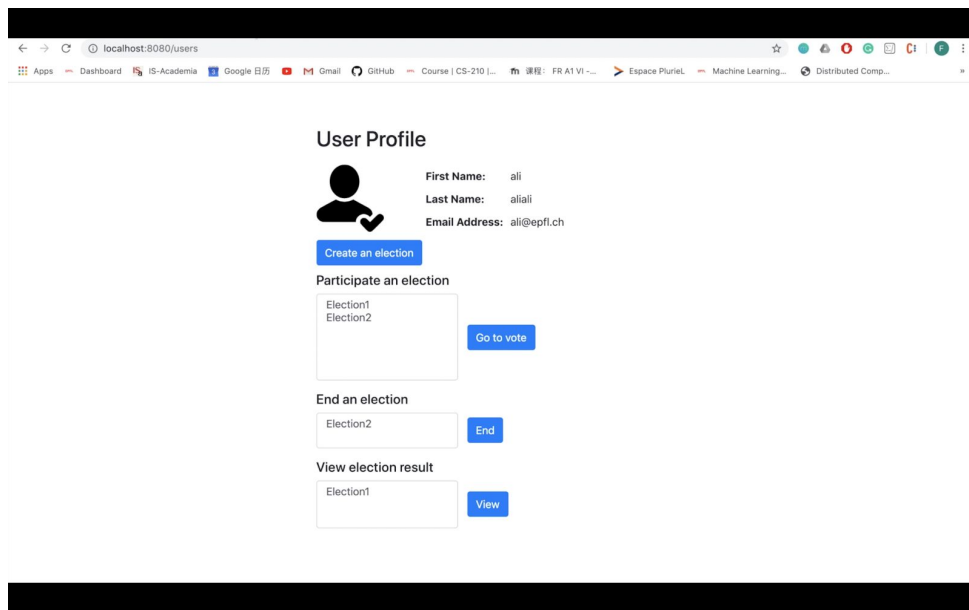 localhost:8080/users
Apps Dashboard IS-Academia Google 日历 Gmail GitHub Course | CS-210 |... 课程: FR A1 VI -... Espace PlurieL Machine Learning... Distributed Comp... »
User Profile
First Name: ali
Last Name: aliali
Email Address: ali@epfl.ch
Create an election
Participate an election
Election1
Election2
Go to vote
End an election
Election2
End
View election result
Election1
View